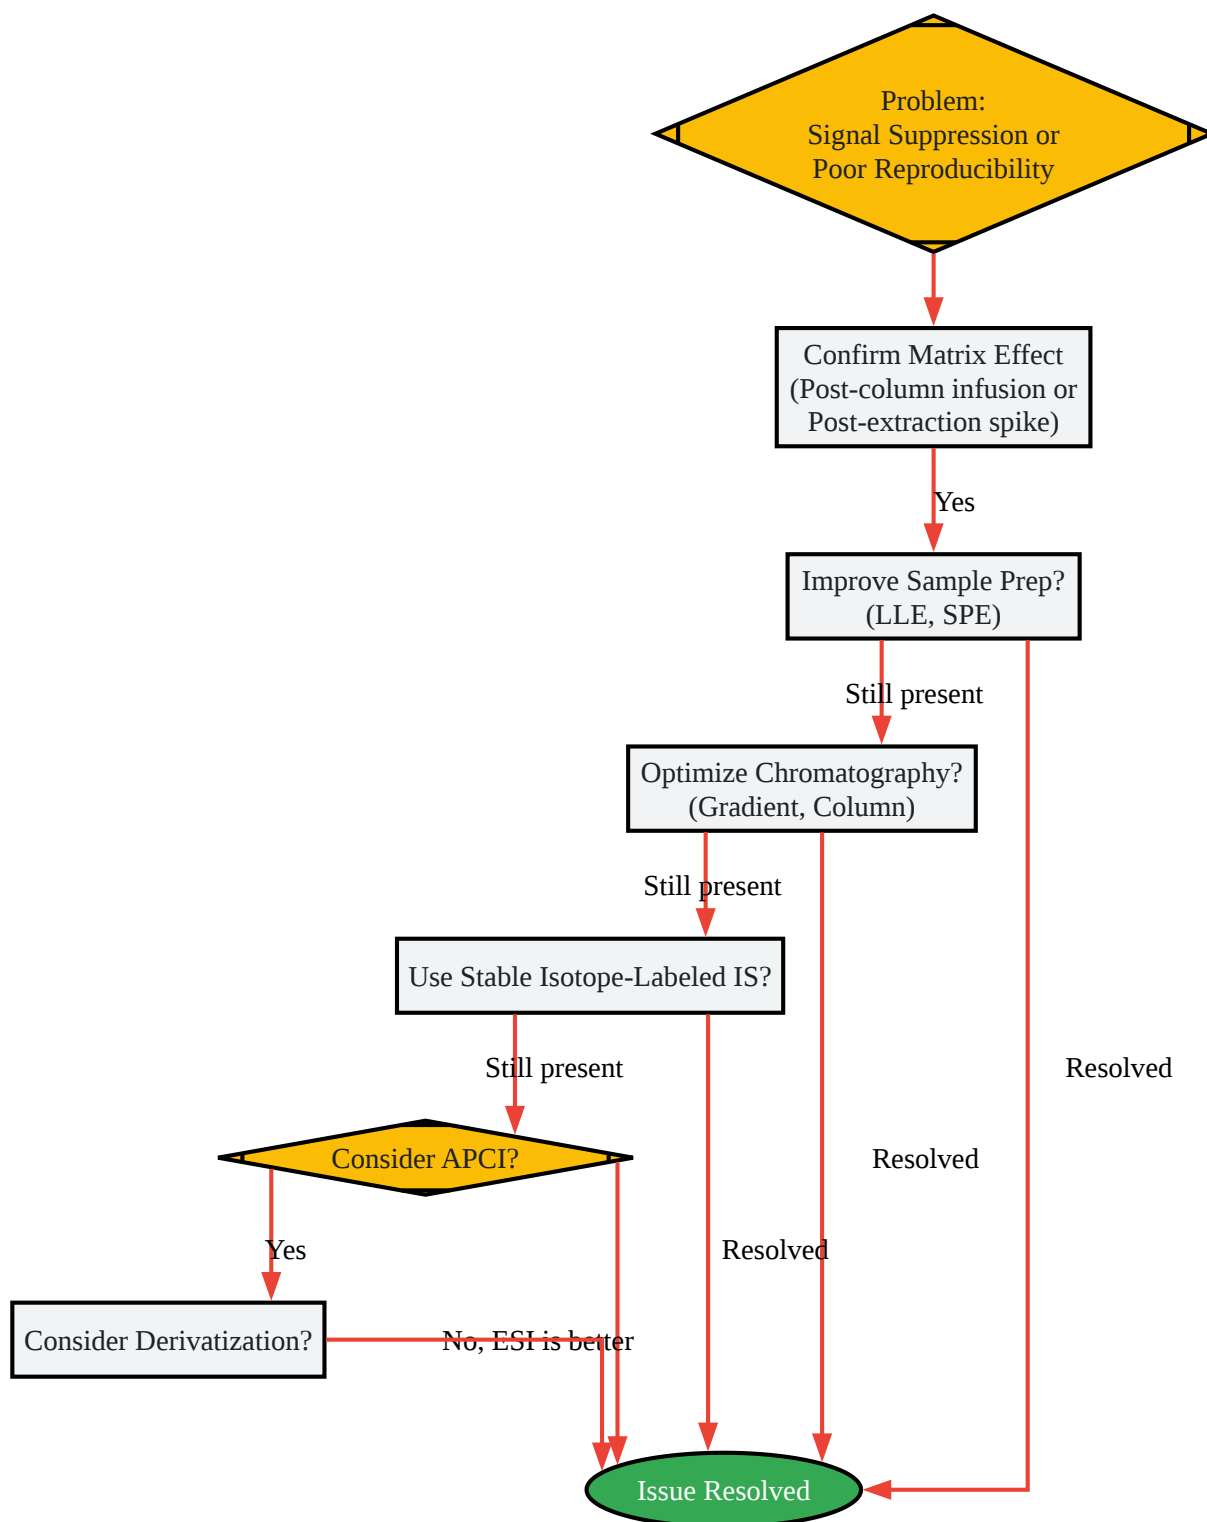 Problem:
Signal Suppression or
Poor Reproducibility
Confirm Matrix Effect
(Post-column infusion or
Post-extraction spike)
Yes
Improve Sample Prep?
(LLE, SPE)
Still present
Optimize Chromatography?
(Gradient, Column)
Still present
Use Stable Isotope-Labeled IS?
Still present
Resolved
Consider APCI?
Resolved
Yes
Resolved
Consider Derivatization?
No, ESI is better
Issue Resolved